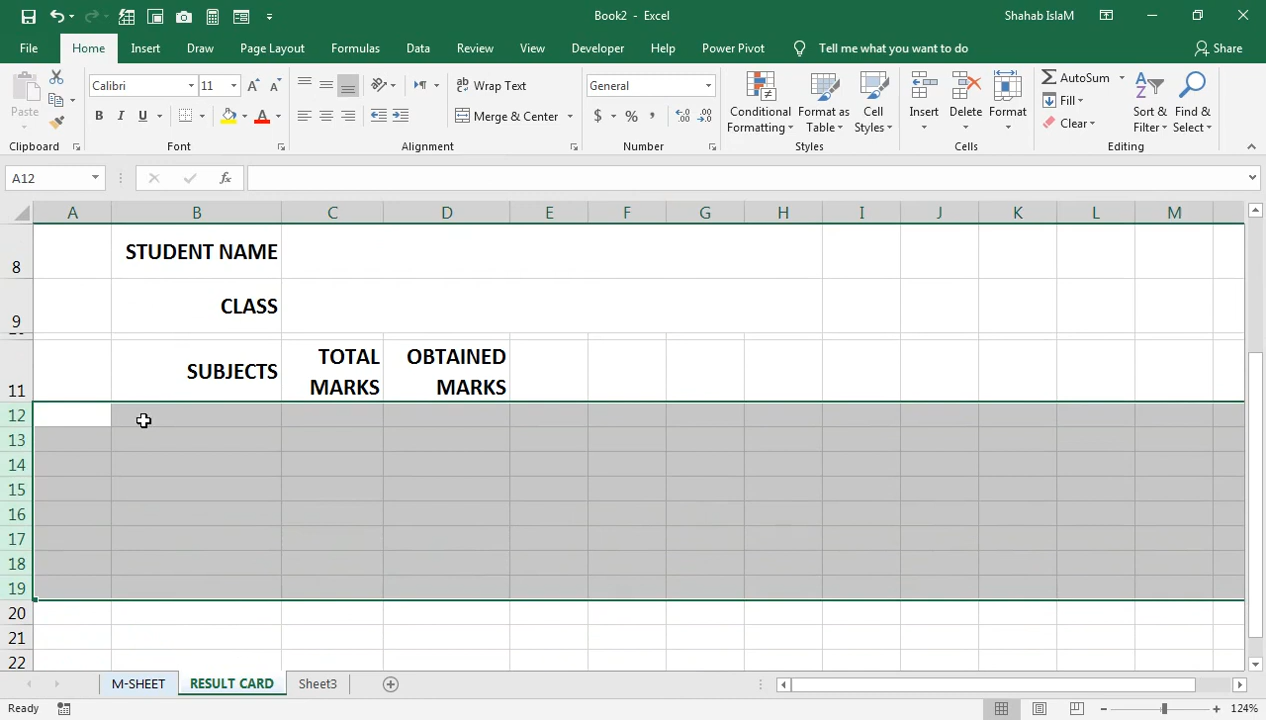 Book2 - Excel
Shahab IslaM
File Home Insert Draw Page Layout Formulas Data Review View Developer Help Power Pivot Tell me what you want to do Share
Paste
Calibri 11
B I U
A
Wrap Text
Merge & Center
General
$ % ,
Conditional Formatting
Format as Table
Cell Styles
Insert
Delete
Format
AutoSum
Fill
Clear
Sort & Filter
Find & Select
Clipboard Font Alignment Number Styles Cells Editing
A12 fx
A B C D E F G H I J K L M
8 STUDENT NAME
9 CLASS
11 SUBJECTS TOTAL MARKS OBTAINED MARKS
12
13
14
15
16
17
18
19
20
21
22
M-SHEET RESULT CARD Sheet3
Ready 124%